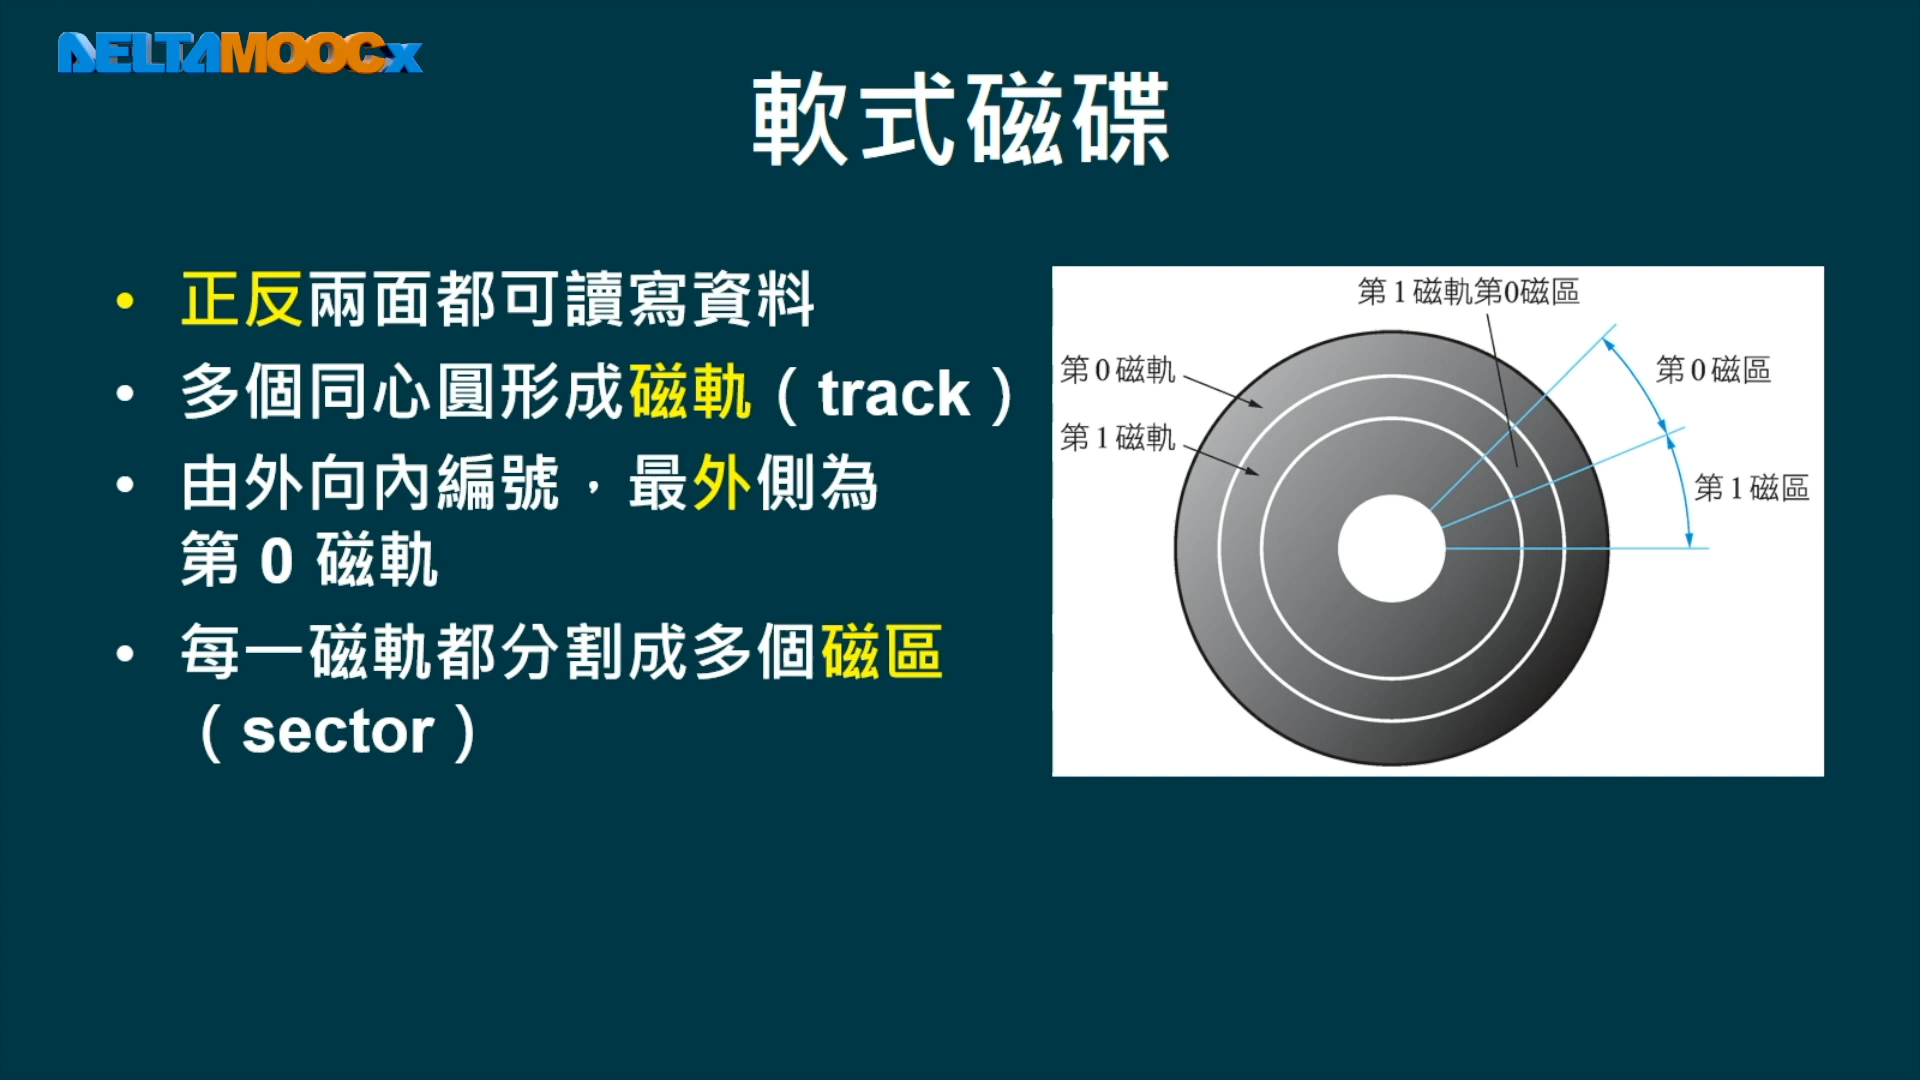 DELTAMOOCx
軟式磁碟
• 正反兩面都可讀寫資料
• 多個同心圓形成磁軌（track）
• 由外向內編號，最外側為
第 0 磁軌
• 每一磁軌都分割成多個磁區
（sector）
第1磁軌第0磁區
第0磁軌
第0磁區
第1磁軌
第1磁區